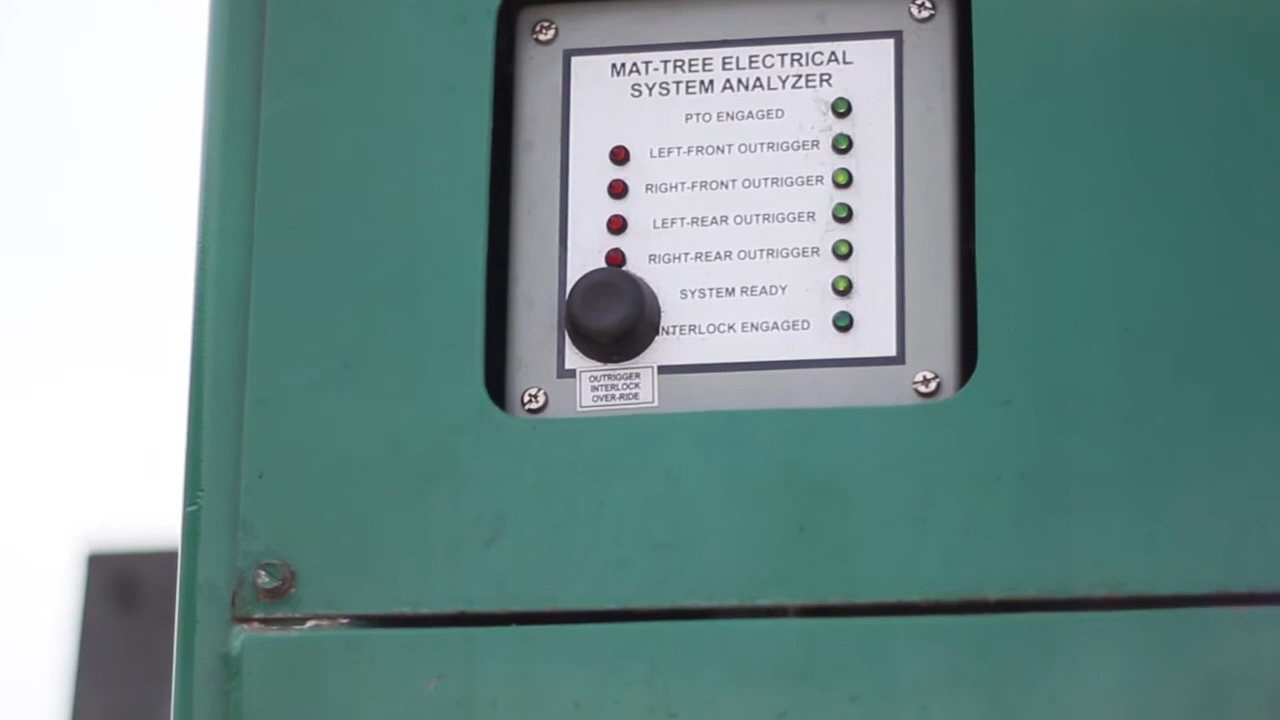 MAT-TREE ELECTRICAL
SYSTEM ANALYZER
PTO ENGAGED
LEFT-FRONT OUTRIGGER
RIGHT-FRONT OUTRIGGER
LEFT-REAR OUTRIGGER
RIGHT-REAR OUTRIGGER
SYSTEM READY
INTERLOCK ENGAGED
OUTRIGGER
INTERLOCK
OVER-RIDE